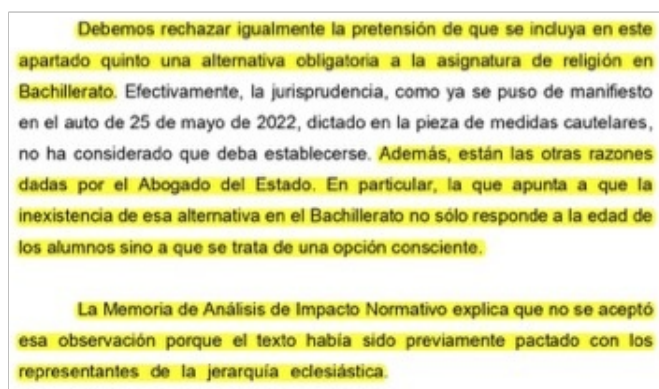 Debemos rechazar igualmente la pretensión de que se incluya en este
apartado quinto una alternativa obligatoria a la asignatura de religión en
Bachillerato. Efectivamente, la jurisprudencia, como ya se puso de manifiesto
en el auto de 25 de mayo de 2022, dictado en la pieza de medidas cautelares,
no ha considerado que deba establecerse. Además, están las otras razones
dadas por el Abogado del Estado. En particular, la que apunta a que la
inexistencia de esa alternativa en el Bachillerato no sólo responde a la edad de
los alumnos sino a que se trata de una opción consciente.
La Memoria de Análisis de Impacto Normativo explica que no se aceptó
esa observación porque el texto había sido previamente pactado con los
representantes de la jerarquía eclesiástica.